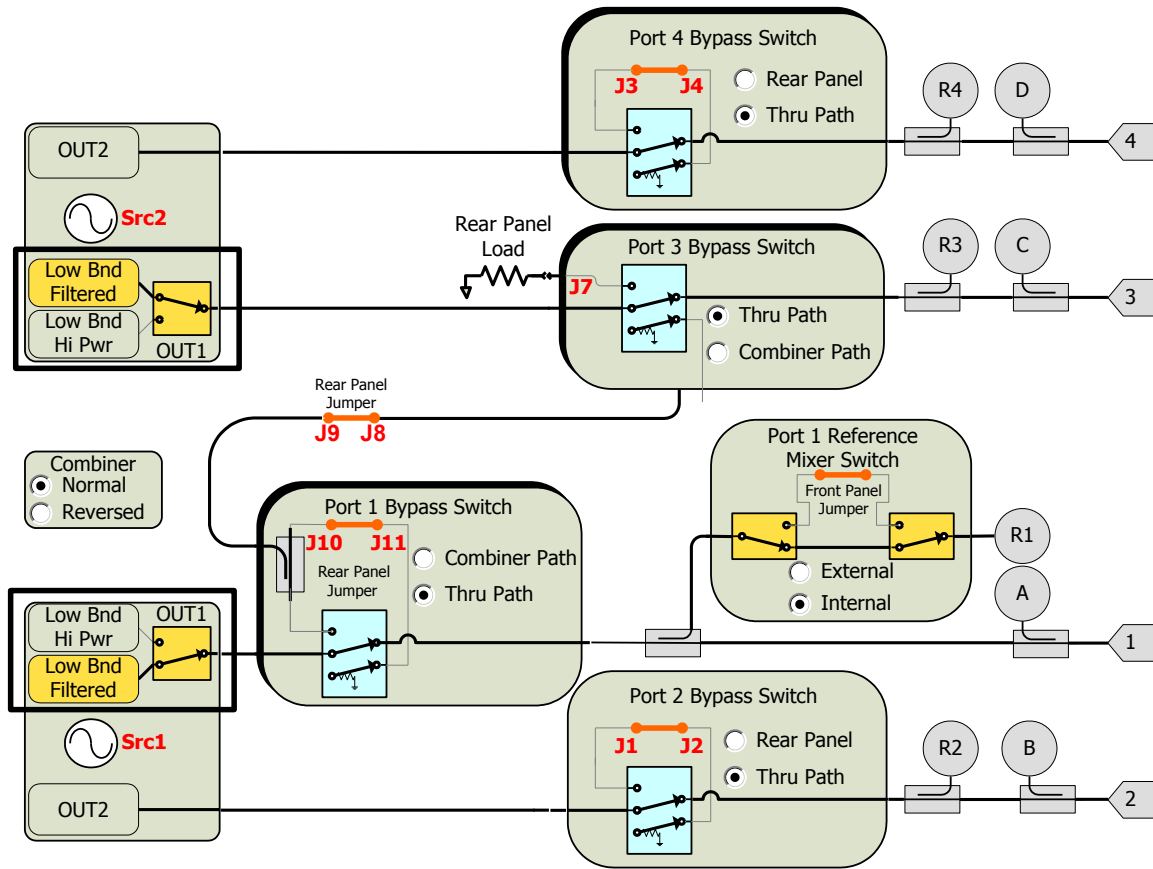 Port 4 Bypass Switch
J3
J4
Rear Panel
Thru Path
R4
D
4
OUT2
Src2
Low Bnd
Filtered
Low Bnd
Hi Pwr
OUT1
Rear Panel
Load
J7
Port 3 Bypass Switch
Thru Path
Combiner Path
R3
C
3
Rear Panel
Jumper
J9
J8
Combiner
Normal
Reversed
Port 1 Bypass Switch
J10
J11
Rear Panel
Jumper
Combiner Path
Thru Path
Port 1 Reference
Mixer Switch
Front Panel
Jumper
External
Internal
R1
A
1
Low Bnd
Hi Pwr
OUT1
Low Bnd
Filtered
Src1
OUT2
Port 2 Bypass Switch
J1
J2
Rear Panel
Thru Path
R2
B
2